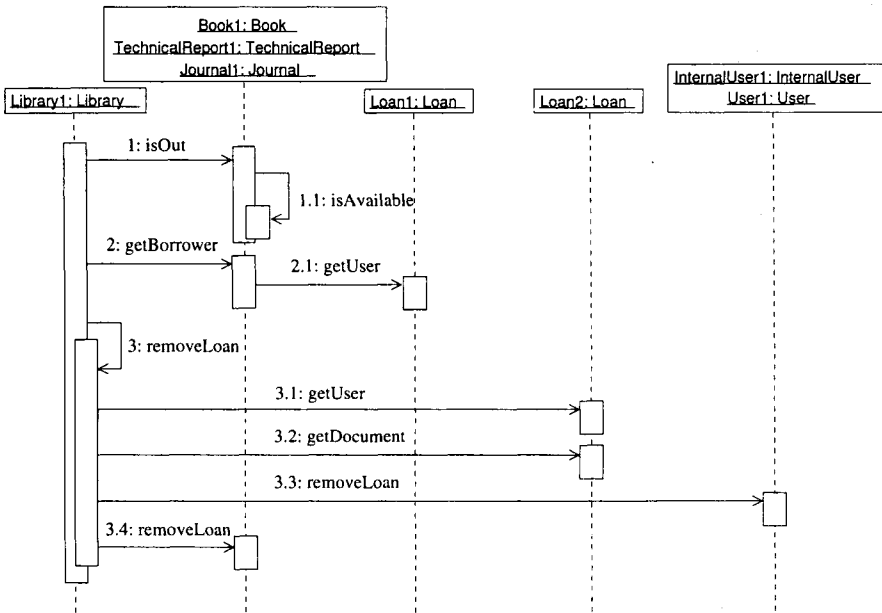 Book1: Book
TechnicalReport1: TechnicalReport
Journal1: Journal
InternalUser1: InternalUser
User1: User
Library1: Library
Loan1: Loan
Loan2: Loan
1: isOut
1.1: isAvailable
2: getBorrower
2.1: getUser
3: removeLoan
3.1: getUser
3.2: getDocument
3.3: removeLoan
3.4: removeLoan